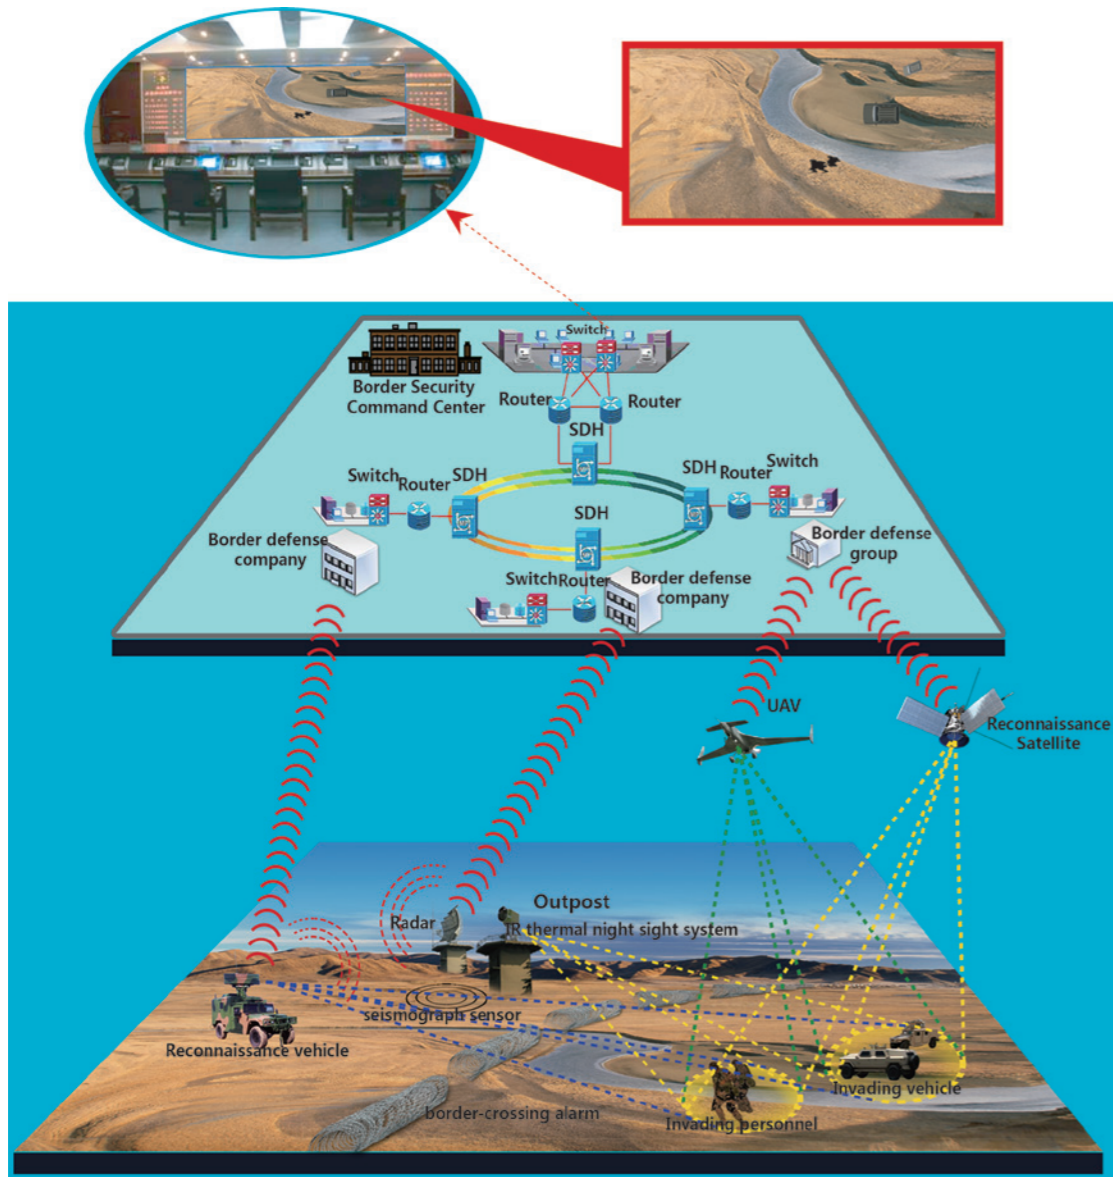 Switch
Border Security
Command Center
Router
Router
SDH
Switch
Router
SDH
SDH
Router
Switch
SDH
Border defense
company
Border defense
group
Switch
Router
Border defense
company
UAV
Reconnaissance
Satellite
Outpost
Radar
IR thermal night sight system
seismograph sensor
Reconnaissance vehicle
Invading vehicle
border-crossing alarm
Invading personnel